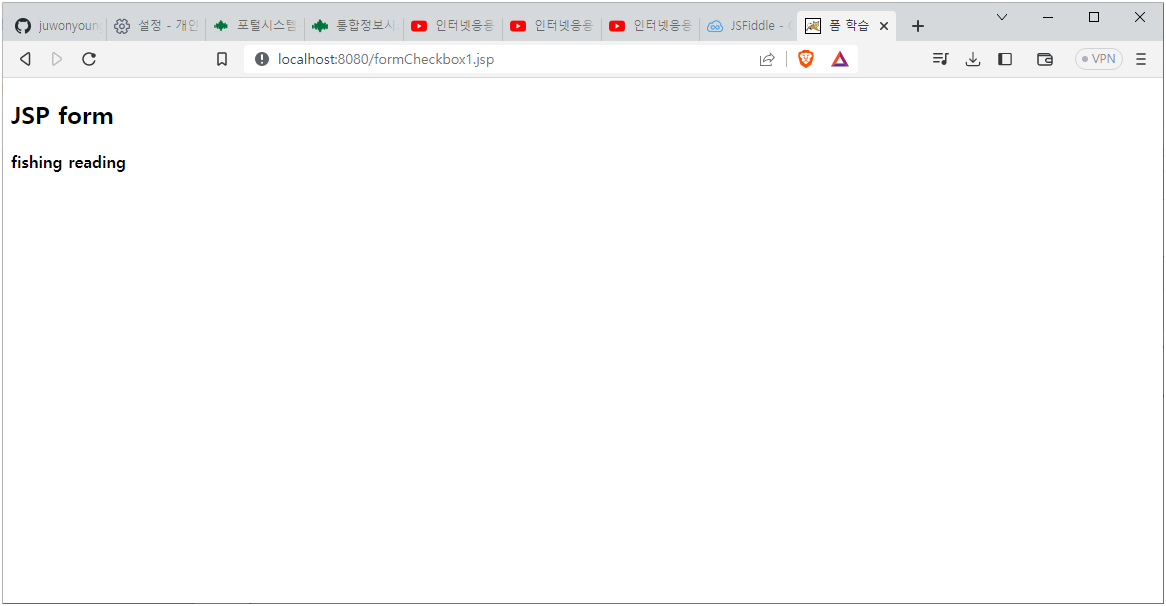 juwonyoung 설정 - 개인 포털시스템 통합정보시 인터넷응용 인터넷응용 인터넷응용 JSFiddle - 폼 학습
localhost:8080/formCheckbox1.jsp VPN
JSP form
fishing reading